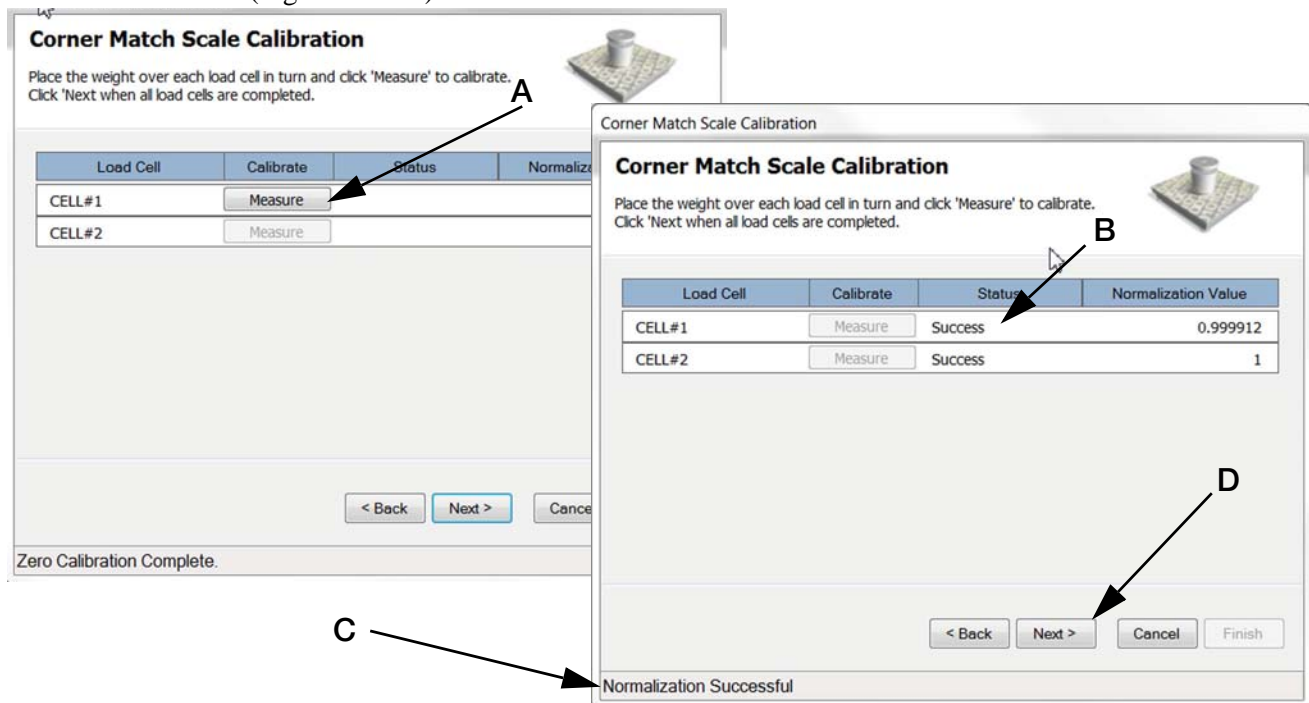 Corner Match Scale Calibration
Place the weight over each load cell in turn and click 'Measure' to calibrate.
Click 'Next when all load cells are completed.
A
Load Cell Calibrate Status
CELL#1 Measure
CELL#2 Measure
< Back Next >
Zero Calibration Complete.
Corner Match Scale Calibration
Corner Match Scale Calibration
Place the weight over each load cell in turn and click 'Measure' to calibrate.
Click 'Next when all load cells are completed.
B
Load Cell Calibrate Status Normalization Value
CELL#1 Measure Success 0.999912
CELL#2 Measure Success 1
D
< Back Next > Cancel Finish
C
Normalization Successful